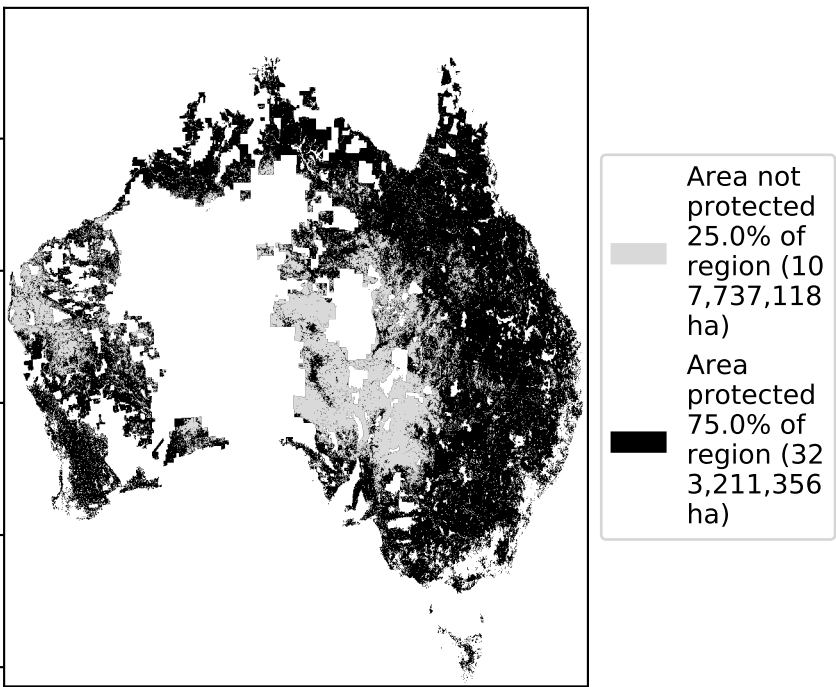 Area not
protected
25.0% of
region (10
7,737,118
ha)
Area
protected
75.0% of
region (32
3,211,356
ha)